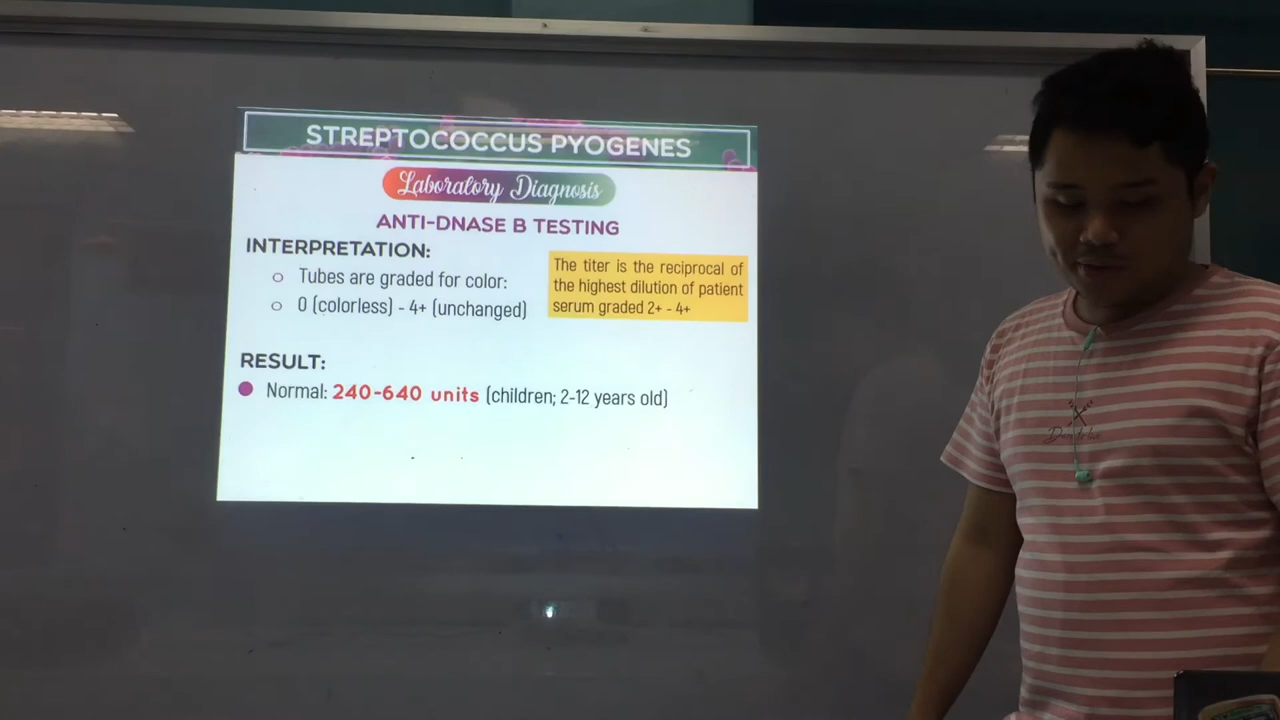 STREPTOCOCCUS PYOGENES
Laboratory Diagnosis
ANTI-DNASE B TESTING
INTERPRETATION:
o Tubes are graded for color:
o 0 (colorless) - 4+ (unchanged)
The titer is the reciprocal of
the highest dilution of patient
serum graded 2+ - 4+
RESULT:
Normal: 240-640 units (children; 2-12 years old)